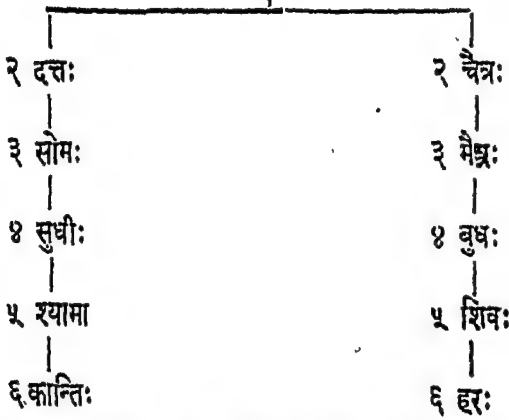 २ दत्तः २ चैत्रः
३ सोमः ३ मैत्रः
४ सुधीः ४ बुधः
५ श्यामा ५ शिवः
६ कान्तिः ६ हरः